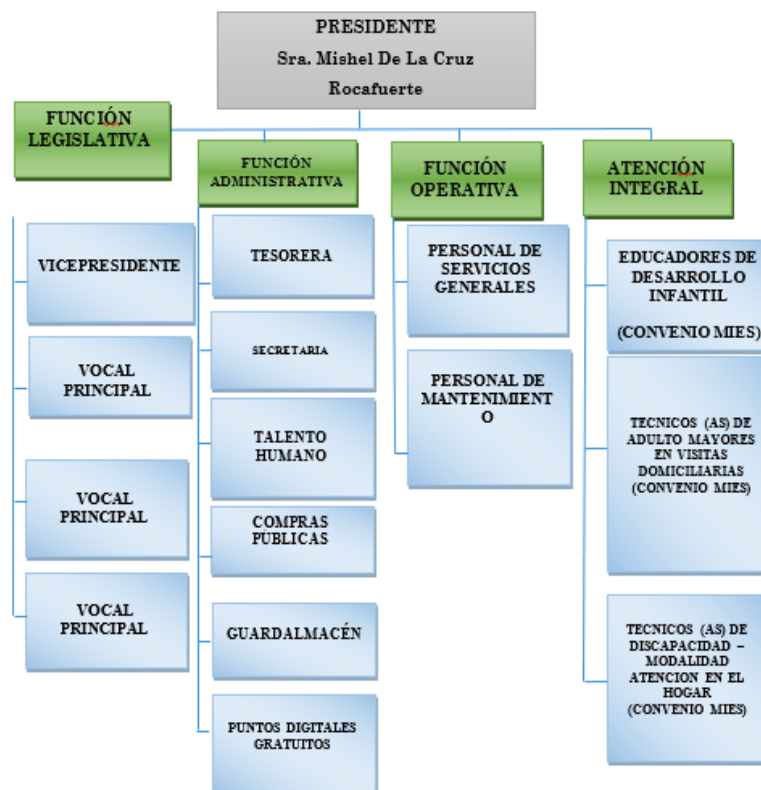 PRESIDENTE
Sra. Mishel De La Cruz
Rocafuerte
FUNCIÓN
LEGISLATIVA
FUNCIÓN
ADMINISTRATIVA
FUNCIÓN
OPERATIVA
ATENCIÓN
INTEGRAL
VICEPRESIDENTE
VOCAL
PRINCIPAL
VOCAL
PRINCIPAL
VOCAL
PRINCIPAL
TESORERA
SECRETARIA
TALENTO
HUMANO
COMPRAS
PÚBLICAS
GUARDALMACÉN
PUNTOS DIGITALES
GRATUITOS
PERSONAL DE
SERVICIOS
GENERALES
PERSONAL DE
MANTENIMIENT
O
EDUCADORES DE
DESARROLLO
INFANTIL
(CONVENIO MIES)
TECNICOS (AS) DE
ADULTO MAYORES
EN VISITAS
DOMICILIARIAS
(CONVENIO MIES)
TECNICOS (AS) DE
DISCAPACIDAD –
MODALIDAD
ATENCION EN EL
HOGAR
(CONVENIO MIES)